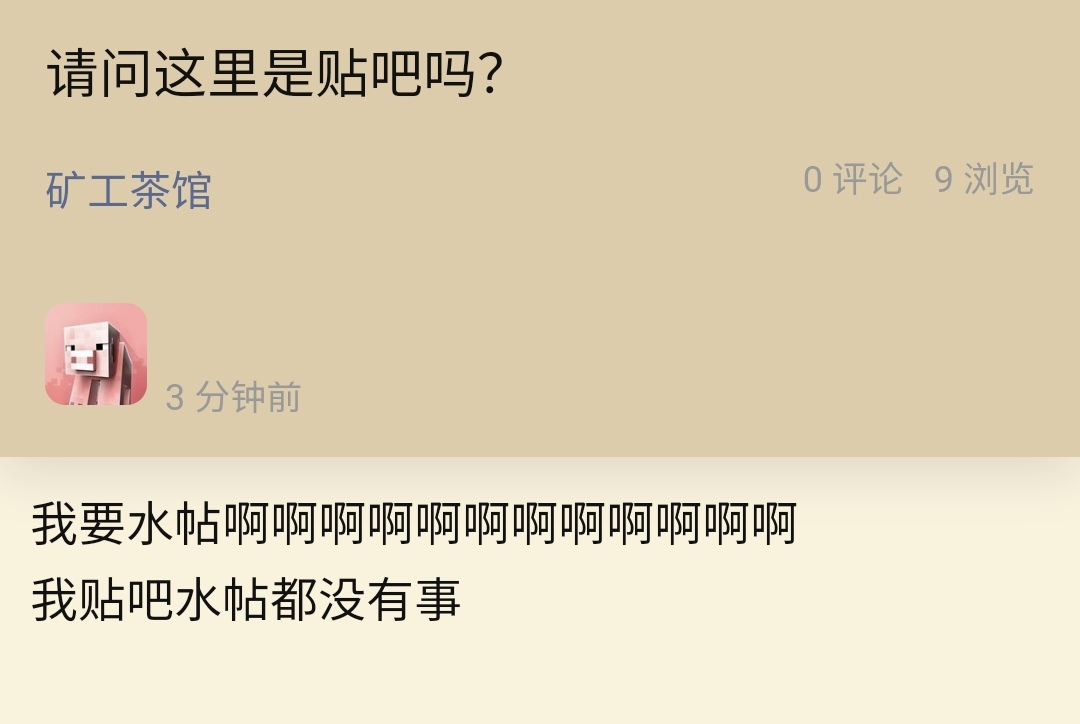 请问这里是贴吧吗？
矿工茶馆
0 评论 9 浏览
3 分钟前
我要水帖啊啊啊啊啊啊啊啊啊啊啊啊
我贴吧水帖都没有事